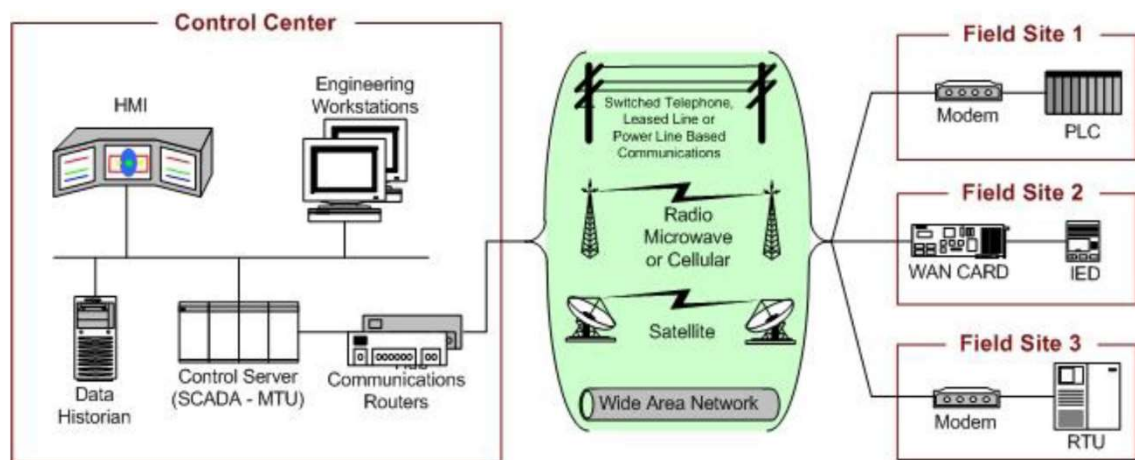 Control Center
HMI
Engineering
Workstations
Data
Historian
Control Server
(SCADA - MTU)
Communications
Routers
Switched Telephone,
Leased Line or
Power Line Based
Communications
Radio
Microwave
or Cellular
Satellite
Wide Area Network
Field Site 1
Modem
PLC
Field Site 2
WAN CARD
IED
Field Site 3
Modem
RTU